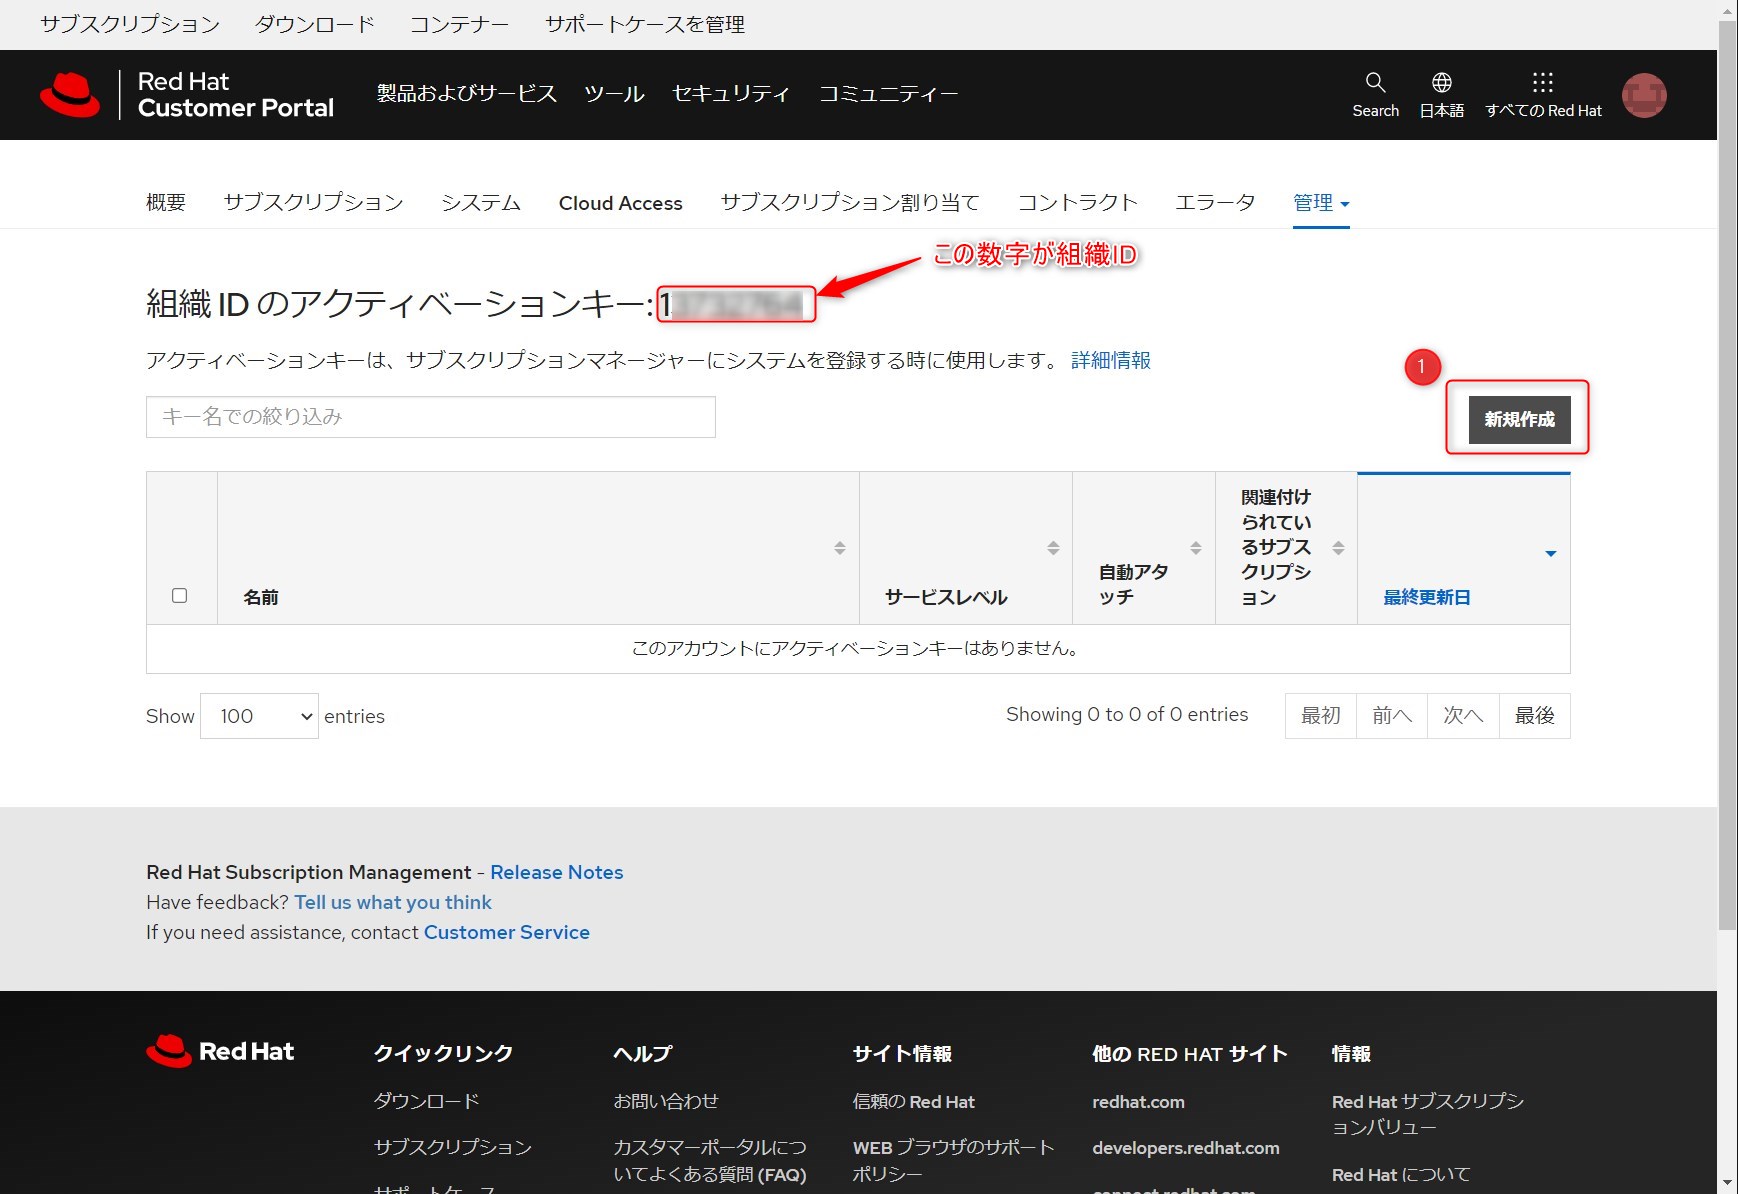 サブスクリプション ダウンロード コンテナー サポートケースを管理
Red Hat
Customer Portal
製品およびサービス ツール セキュリティ コミュニティー
Search 日本語 すべての Red Hat
概要 サブスクリプション システム Cloud Access サブスクリプション割り当て コントラクト エラータ 管理
この数字が組織ID
組織 ID のアクティベーションキー: 1
アクティベーションキーは、サブスクリプションマネージャーにシステムを登録する時に使用します。 詳細情報
1
キー名での絞り込み
新規作成
名前
サービスレベル
自動アタ
ッチ
関連付け
られてい
るサブス
クリプシ
ョン
最終更新日
このアカウントにアクティベーションキーはありません。
Show 100 entries
Showing 0 to 0 of 0 entries
最初 前へ 次へ 最後
Red Hat Subscription Management - Release Notes
Have feedback? Tell us what you think
If you need assistance, contact Customer Service
Red Hat
クイックリンク
ダウンロード
サブスクリプション
サポートケース
ヘルプ
お問い合わせ
カスタマーポータルにつ
いてよくある質問 (FAQ)
サイト情報
信頼の Red Hat
WEB ブラウザのサポート
ポリシー
他の RED HAT サイト
redhat.com
developers.redhat.com
connect.redhat.com
情報
Red Hat サブスクリプシ
ョンバリュー
Red Hat について